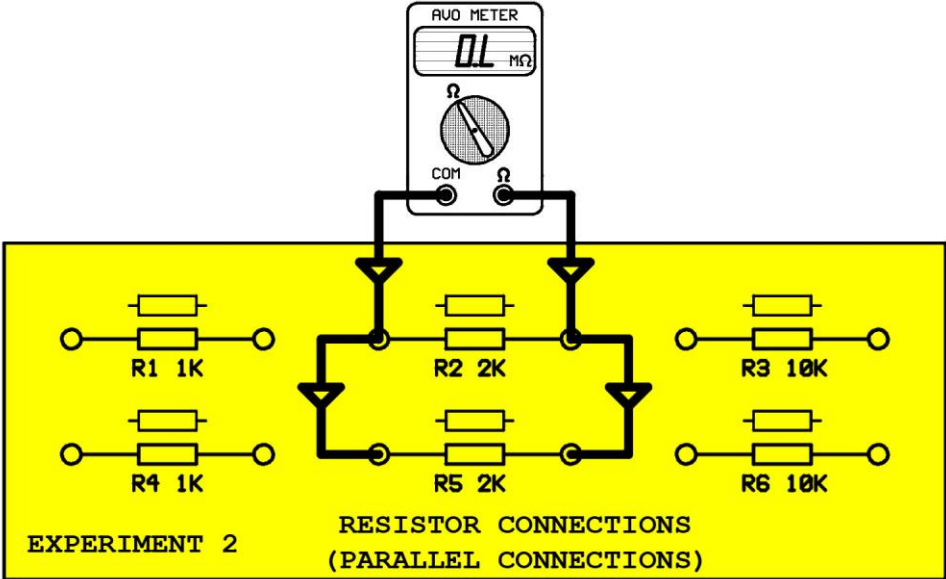 AVO METER
0.L MΩ
Ω
COM Ω
R1 1K R2 2K R3 10K
R4 1K R5 2K R6 10K
EXPERIMENT 2
RESISTOR CONNECTIONS
(PARALLEL CONNECTIONS)